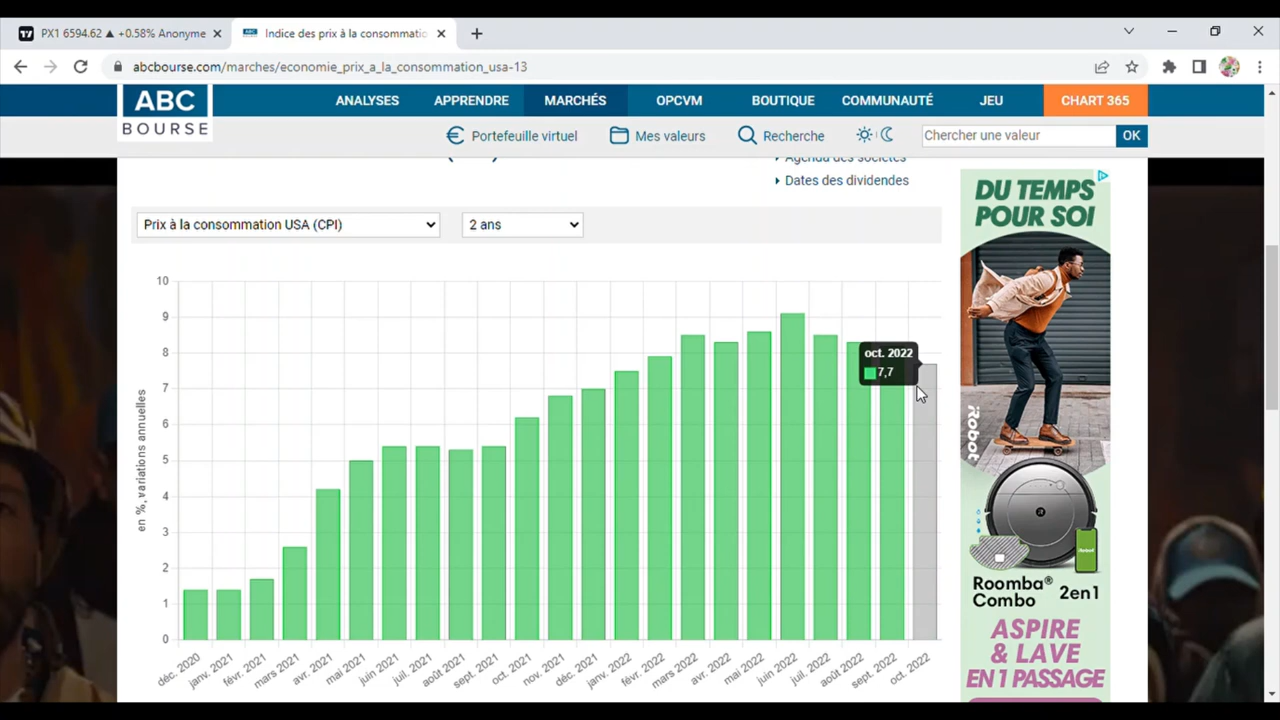 PX1 6594.62 ▲ +0.58% Anonyme
Indice des prix à la consommatio
abcbourse.com/marches/economie_prix_a_la_consommation_usa-13
ABC
BOURSE
ANALYSES
APPRENDRE
MARCHÉS
OPCVM
BOUTIQUE
COMMUNAUTÉ
JEU
CHART 365
Portefeuille virtuel
Mes valeurs
Recherche
Chercher une valeur
OK
Agenda des sociétés
Dates des dividendes
Prix à la consommation USA (CPI)
2 ans
en %, variations annuelles
10
9
8
7
6
5
4
3
2
1
0
oct. 2022
7,7
déc. 2020
janv. 2021
févr. 2021
mars 2021
avr. 2021
mai 2021
juin 2021
juil. 2021
août 2021
sept. 2021
oct. 2021
nov. 2021
déc. 2021
janv. 2022
févr. 2022
mars 2022
avr. 2022
mai 2022
juin 2022
juil. 2022
août 2022
sept. 2022
oct. 2022
DU TEMPS
POUR SOI
iRobot
Roomba®
Combo
2en1
ASPIRE
& LAVE
EN 1 PASSAGE